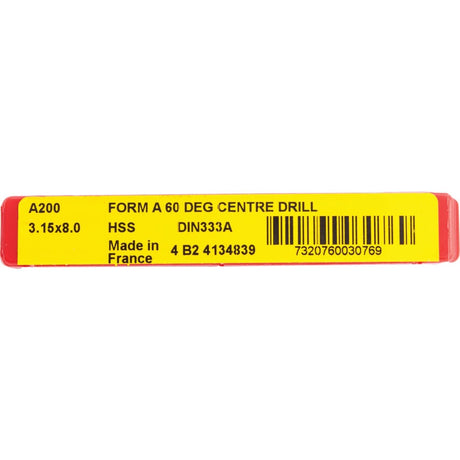 A200 FORM A 60 DEG CENTRE DRILL
3.15x8.0 HSS DIN333A
Made in France 4 B2 4134839
7320760030769